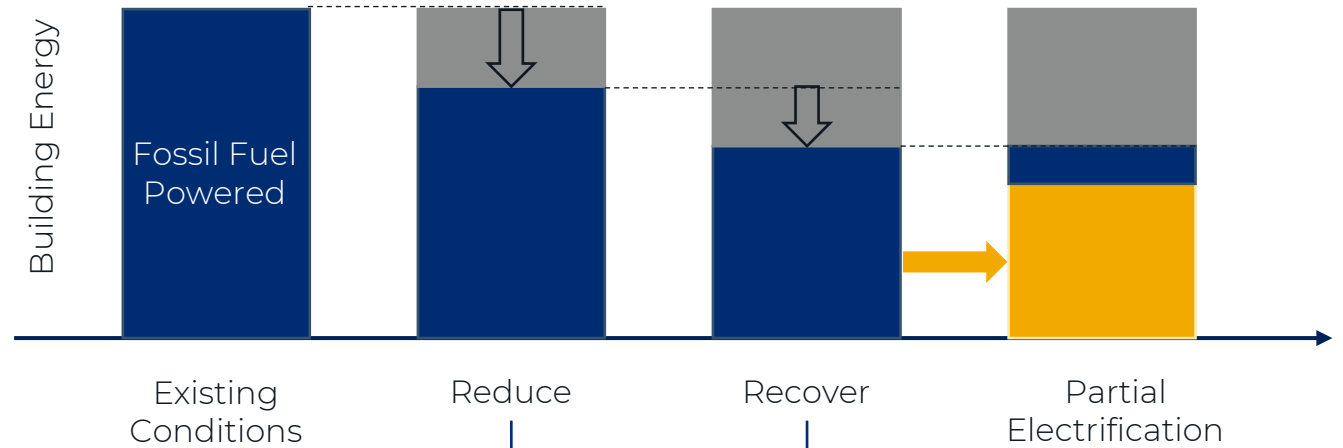 Building Energy
Fossil Fuel
Powered
Existing
Conditions
Reduce
Recover
Partial
Electrification